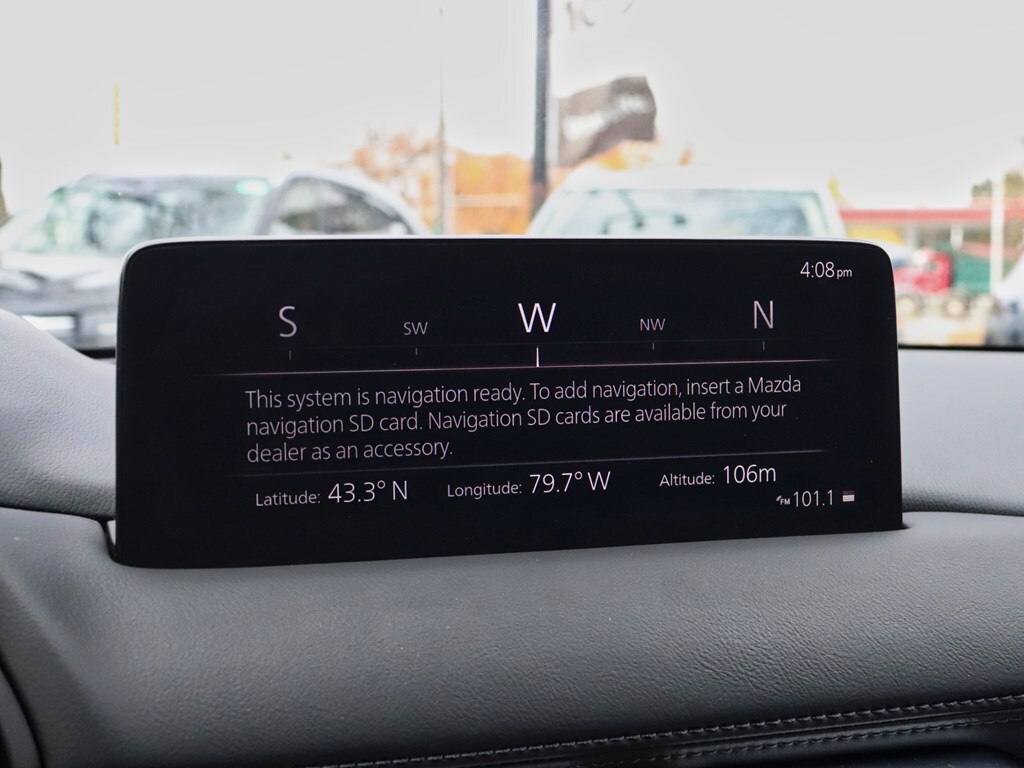 4:08pm
S SW W NW N
This system is navigation ready. To add navigation, insert a Mazda
navigation SD card. Navigation SD cards are available from your
dealer as an accessory.
Latitude: 43.3° N Longitude: 79.7° W Altitude: 106m
FM 101.1